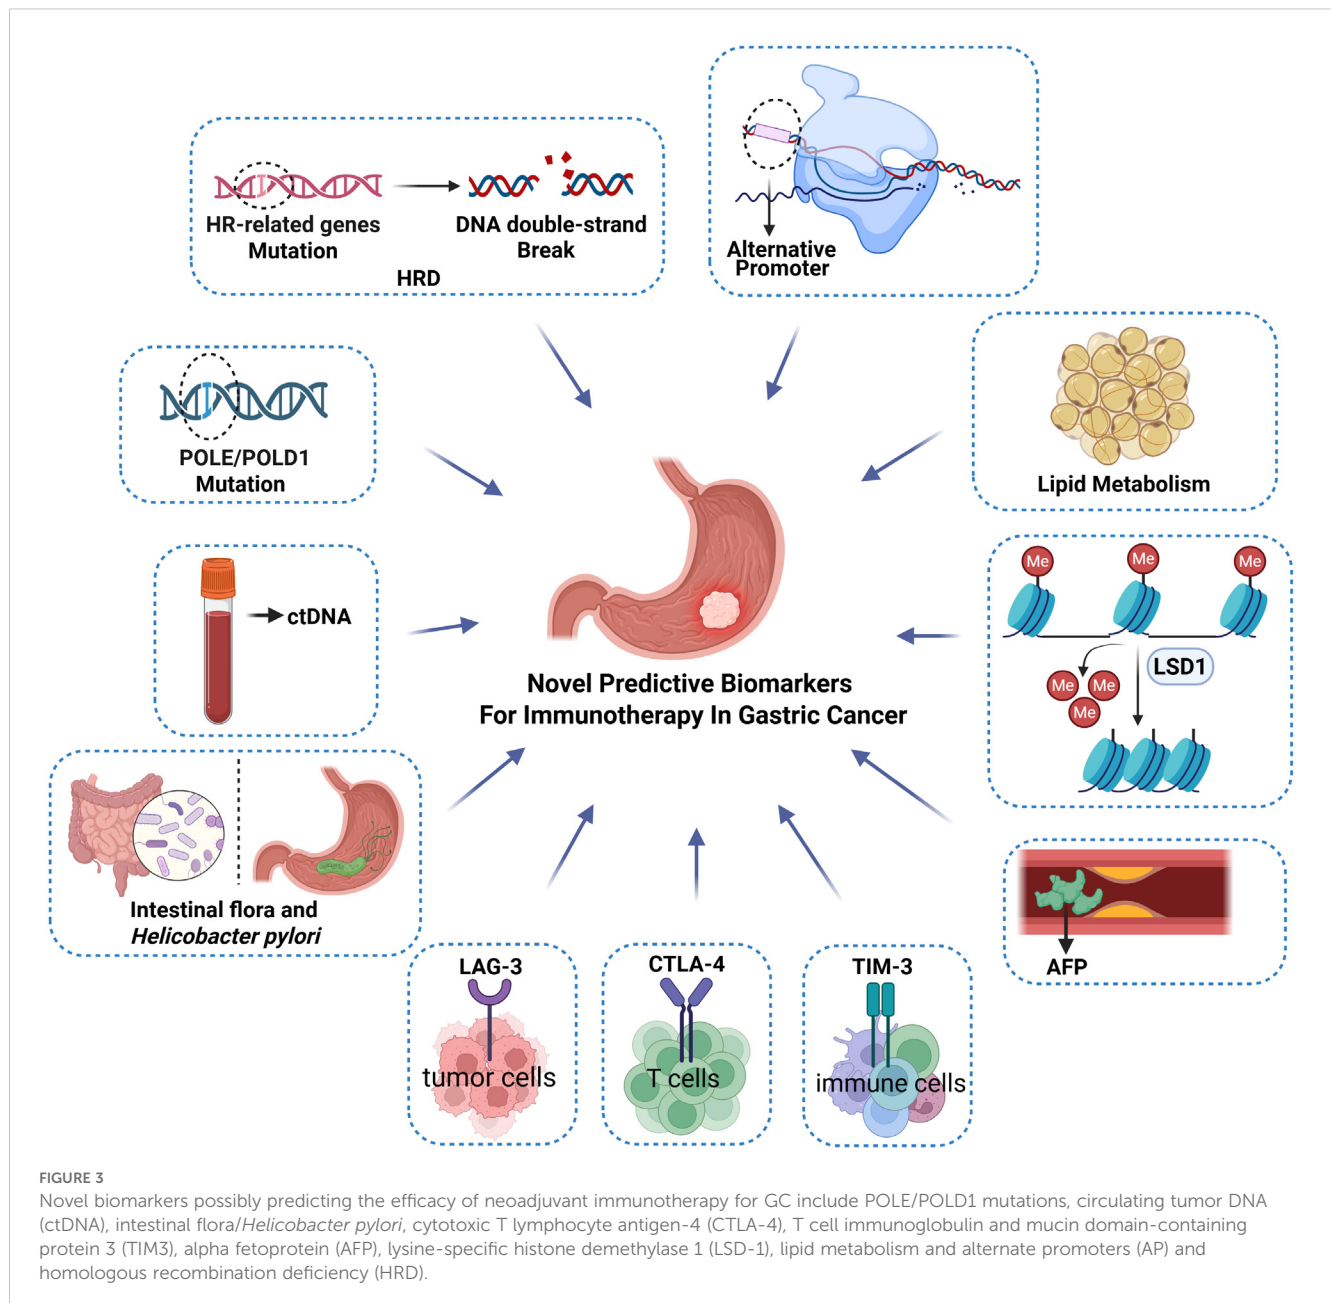 HR-related genes
Mutation
DNA double-strand
Break
HRD
Alternative
Promoter
POLE/POLD1
Mutation
Lipid Metabolism
ctDNA
Me
Me
Me
LSD1
Me
Me
Me
Novel Predictive Biomarkers
For Immunotherapy In Gastric Cancer
Intestinal flora and
Helicobacter pylori
AFP
LAG-3
tumor cells
CTLA-4
T cells
TIM-3
immune cells
FIGURE 3
Novel biomarkers possibly predicting the efficacy of neoadjuvant immunotherapy for GC include POLE/POLD1 mutations, circulating tumor DNA
(ctDNA), intestinal flora/Helicobacter pylori, cytotoxic T lymphocyte antigen-4 (CTLA-4), T cell immunoglobulin and mucin domain-containing
protein 3 (TIM3), alpha fetoprotein (AFP), lysine-specific histone demethylase 1 (LSD-1), lipid metabolism and alternate promoters (AP) and
homologous recombination deficiency (HRD).